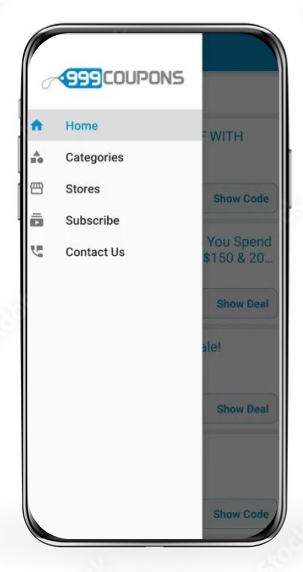 999COUPONS
Home
Categories
Stores
Subscribe
Contact Us
F WITH
Show Code
You Spend
$150 & 20...
Show Deal
ale!
Show Deal
Show Code